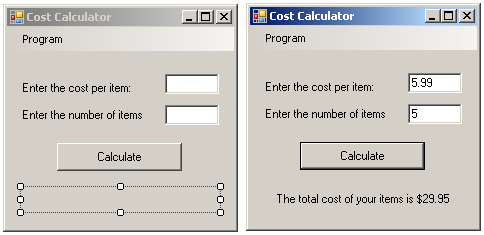 Cost Calculator
Program
Enter the cost per item:
Enter the number of items
Calculate
Cost Calculator
Program
Enter the cost per item: 5.99
Enter the number of items 5
Calculate
The total cost of your items is $29.95